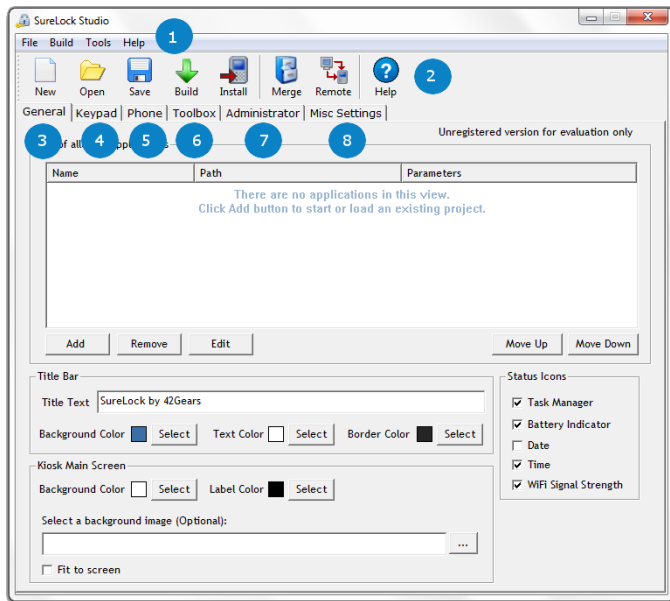 SureLock Studio
File Build Tools Help 1
New Open Save Build Install Merge Remote Help 2
General Keypad Phone Toolbox Administrator Misc Settings
3 4 5 6 7 8
Unregistered version for evaluation only
Name Path Parameters
There are no applications in this view.
Click Add button to start or load an existing project.
Add Remove Edit Move Up Move Down
Title Bar
Title Text SureLock by 42Gears
Background Color Select Text Color Select Border Color Select
Status Icons
Task Manager
Battery Indicator
Date
Time
WiFi Signal Strength
Kiosk Main Screen
Background Color Select Label Color Select
Select a background image (Optional):
...
Fit to screen